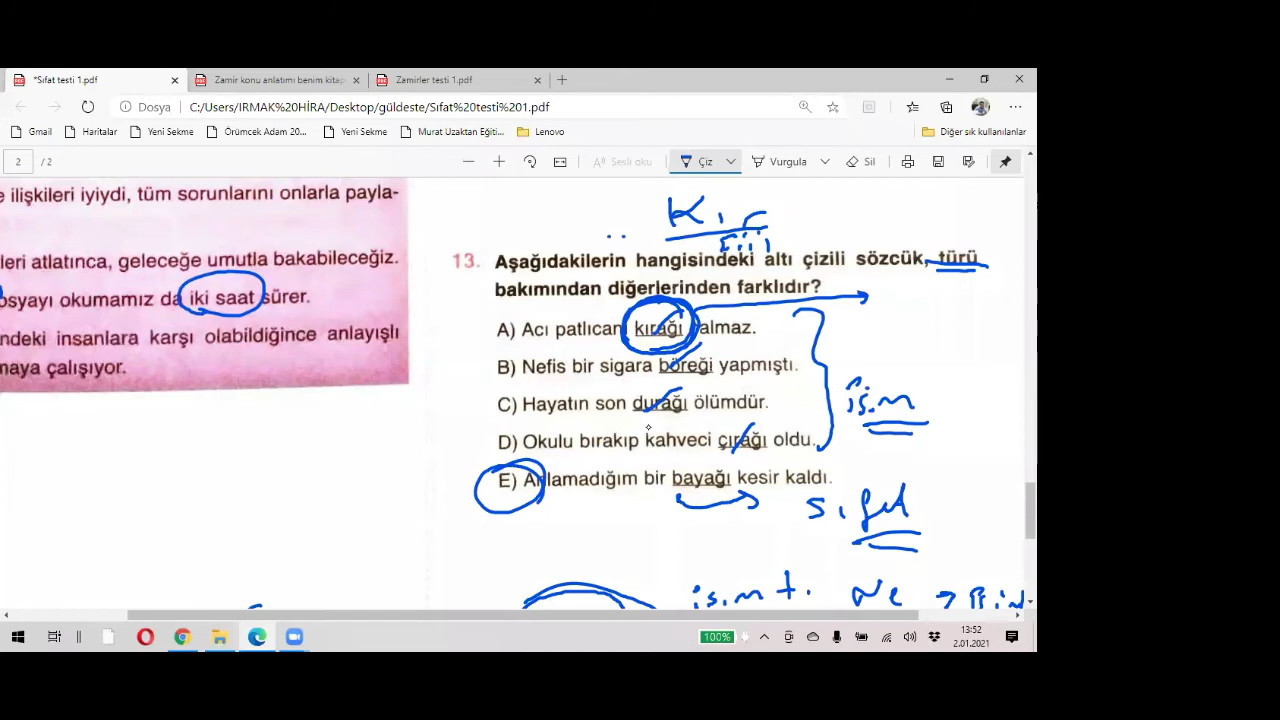 *Sıfat testi 1.pdf
Zamir konu anlatımı benim kitap
Zamirler testi 1.pdf
Dosya
C:/Users/IRMAK%20HİRA/Desktop/güldeste/Sıfat%20testi%201.pdf
Gmail
Haritalar
Yeni Sekme
Örümcek Adam 20...
Yeni Sekme
Murat Uzaktan Eğiti...
Lenovo
Diğer sık kullanılanlar
2 / 2
Sesli oku
Çiz
Vurgula
Sil
e ilişkileri iyiydi, tüm sorunlarını onlarla payla-
leri atlatınca, geleceğe umutla bakabileceğiz.
osyayı okumamız da iki saat sürer.
ndeki insanlara karşı olabildiğince anlayışlı
maya çalışıyor.
Kır
13. Aşağıdakilerin hangisindeki altı çizili sözcük, türü
bakımından diğerlerinden farklıdır?
A) Acı patlıcanı kırağı çalmaz.
B) Nefis bir sigara böreği yapmıştı.
C) Hayatın son durağı ölümdür.
D) Okulu bırakıp kahveci çırağı oldu.
E) Anlamadığım bir bayağı kesir kaldı.
isim
sıfat
isim t. Ne
100%
13:52
2.01.2021